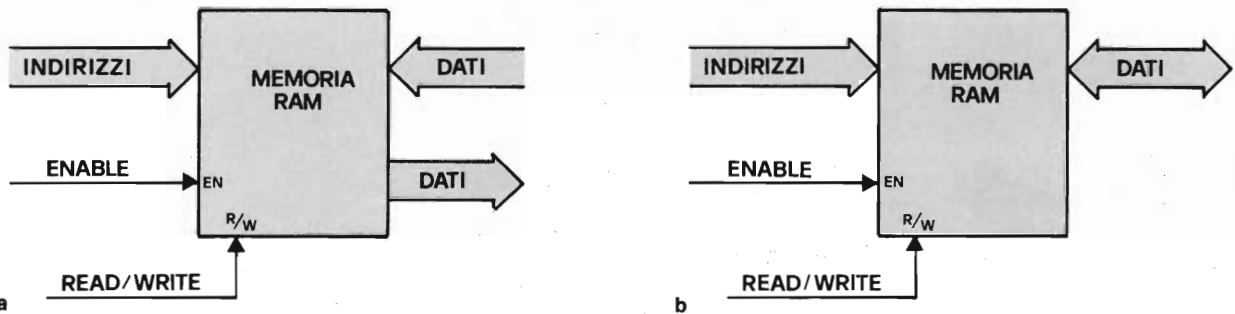 INDIRIZZI
MEMORIA
RAM
DATI
ENABLE
EN
DATI
R/W
READ/WRITE
a
INDIRIZZI
MEMORIA
RAM
DATI
ENABLE
EN
R/W
READ/WRITE
b